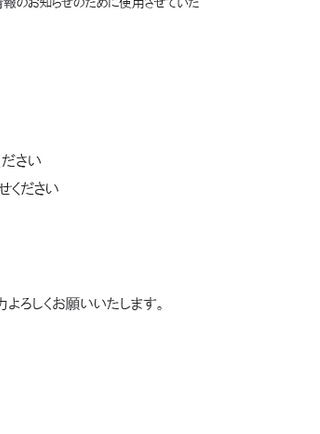 情報のお知らせのために使用させていた
ください
せください
力よろしくお願いいたします。